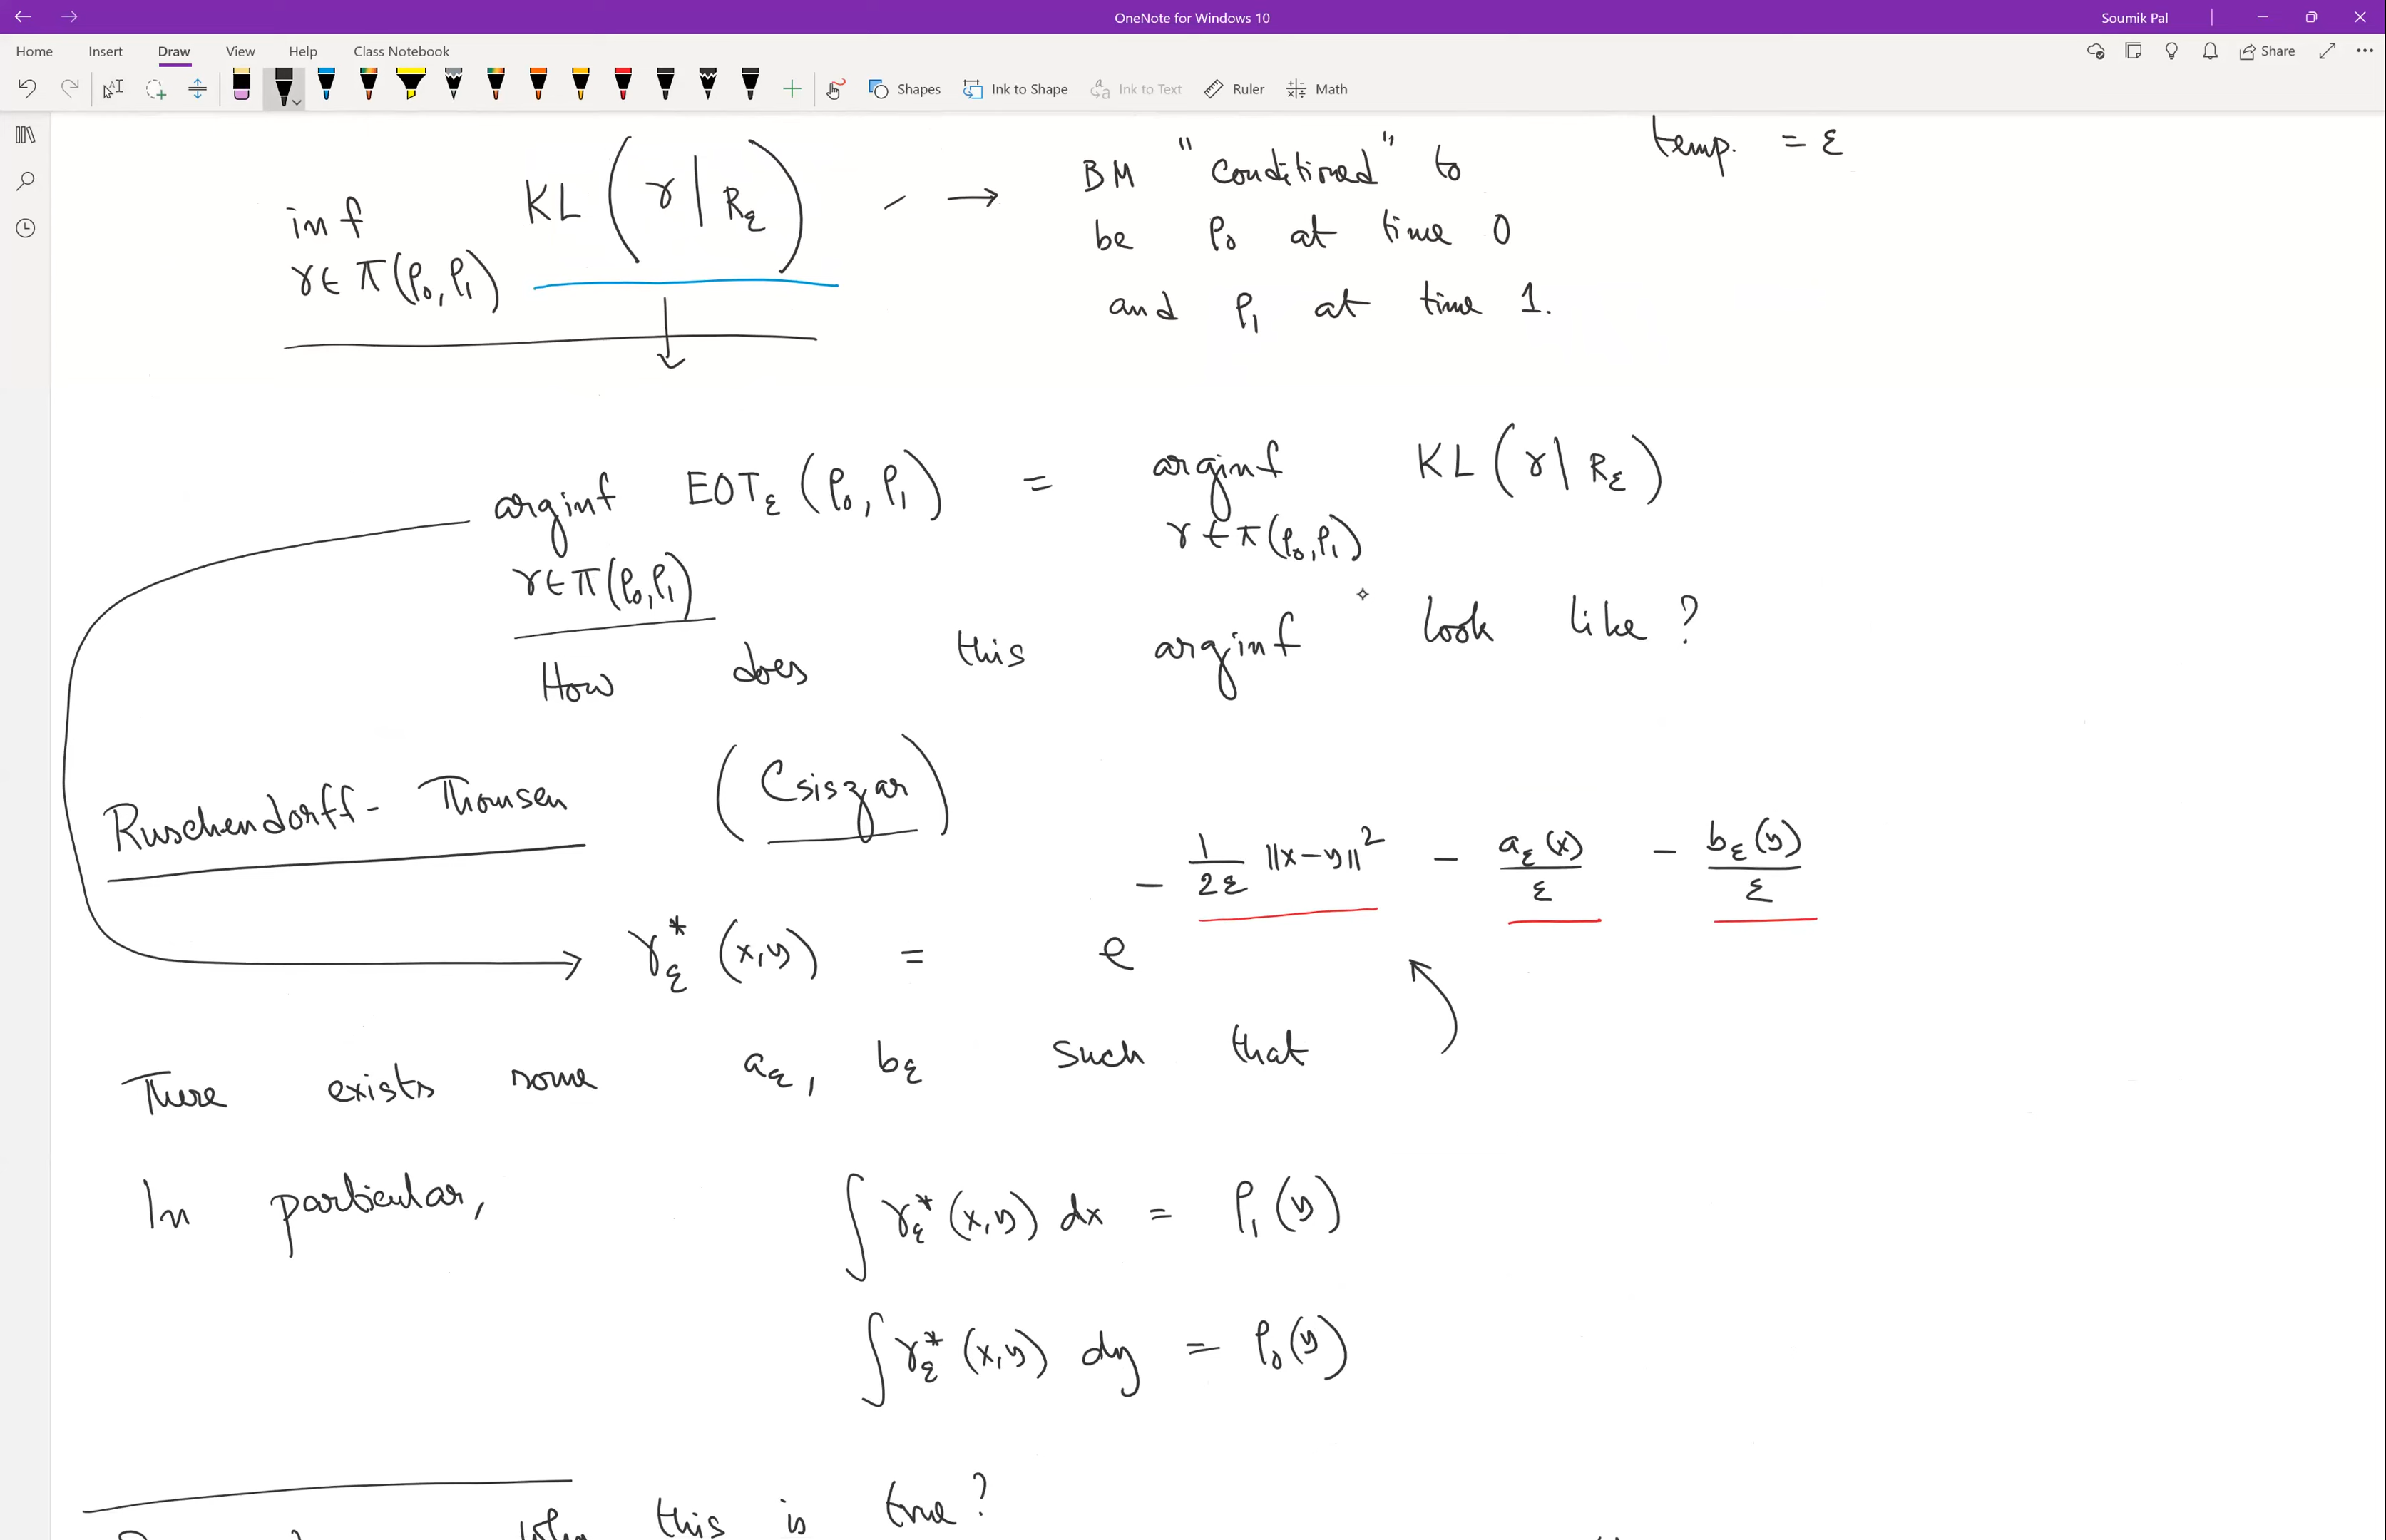 OneNote for Windows 10
Soumik Pal
Home Insert Draw View Help Class Notebook
Share
Shapes Ink to Shape Ink to Text Ruler Math
temp. = ε
inf KL(γ|R_ε) - → BM "conditioned" to
γ∈Π(ρ₀,ρ₁) be ρ₀ at time 0
and ρ₁ at time 1.
arginf EOT_ε(ρ₀,ρ₁) = arginf KL(γ|R_ε)
γ∈Π(ρ₀,ρ₁) γ∈Π(ρ₀,ρ₁)
How does this arginf look like?
Ruschendorff-Thomsen (Csiszar)
γ*_ε(x,y) = e^{- 1/(2ε) ||x-y||² - a_ε(x)/ε - b_ε(y)/ε}
There exists some a_ε, b_ε such that
In particular, ∫γ*_ε(x,y) dx = ρ₁(y)
∫γ*_ε(x,y) dy = ρ₀(y)
this is true?